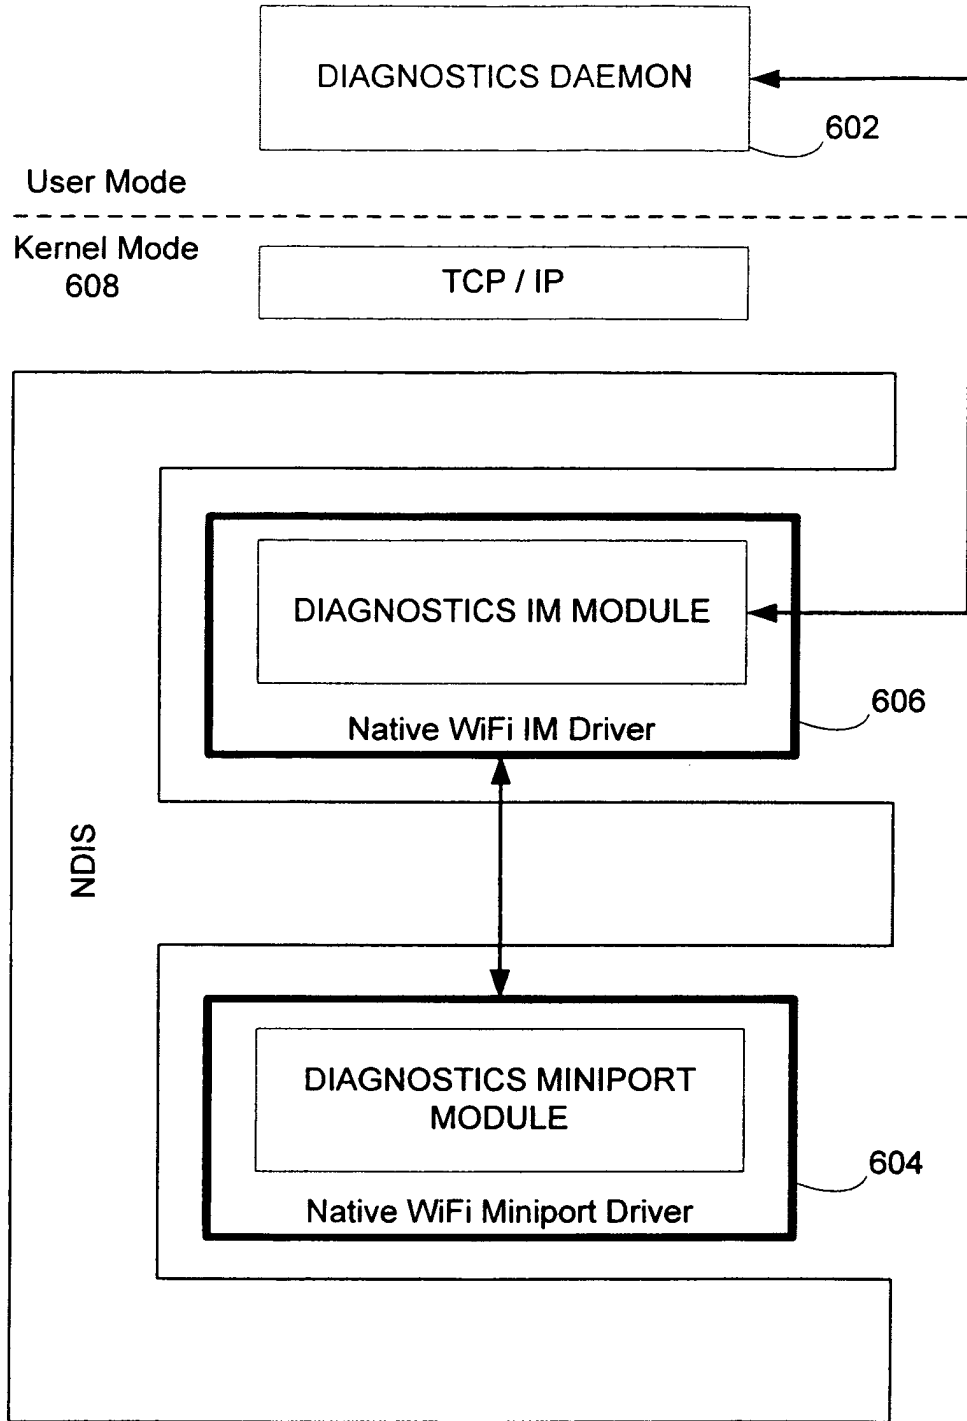 DIAGNOSTICS DAEMON
602
User Mode
Kernel Mode
608
TCP / IP
DIAGNOSTICS IM MODULE
606
Native WiFi IM Driver
NDIS
DIAGNOSTICS MINIPORT
MODULE
604
Native WiFi Miniport Driver